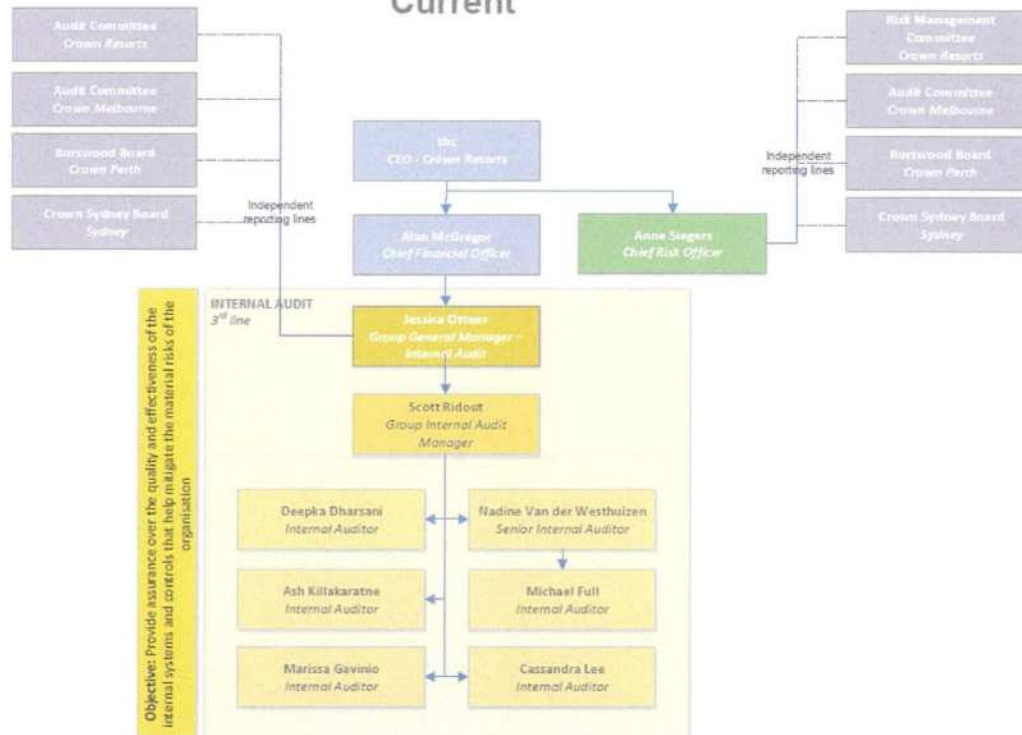 Current
Audit Committee
Crown Resorts
Audit Committee
Crown Melbourne
Burswood Board
Crown Perth
Crown Sydney Board
Sydney
Independent
reporting lines
tbc
CEO - Crown Resorts
Alan McGregor
Chief Financial Officer
Anne Siegers
Chief Risk Officer
Risk Management
Committee
Crown Resorts
Audit Committee
Crown Melbourne
Burswood Board
Crown Perth
Crown Sydney Board
Sydney
Independent
reporting lines
Objective: Provide assurance over the quality and effectiveness of the
internal systems and controls that help mitigate the material risks of the
organisation
INTERNAL AUDIT
3rd line
Jessica Ottner
Group General Manager –
Internal Audit
Scott Ridout
Group Internal Audit
Manager
Deepka Dharsani
Internal Auditor
Nadine Van der Westhuizen
Senior Internal Auditor
Ash Killakaratne
Internal Auditor
Michael Full
Internal Auditor
Marissa Gavinio
Internal Auditor
Cassandra Lee
Internal Auditor